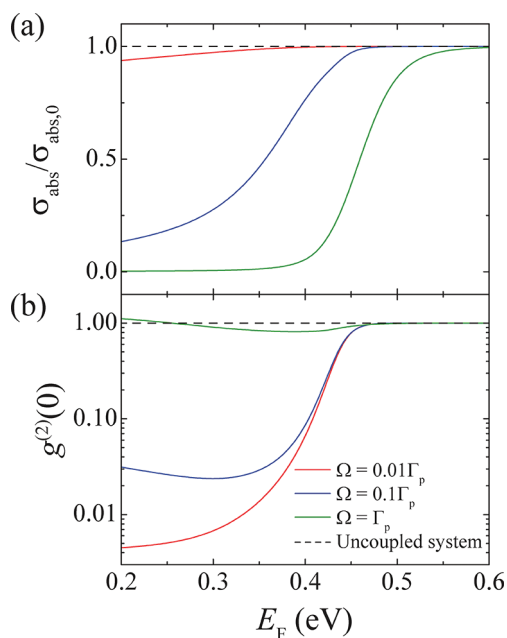 (a)
1.0
0.5
0.0
σabs/σabs,0
(b)
1.00
0.10
0.01
g(2)(0)
Ω = 0.01Γp
Ω = 0.1Γp
Ω = Γp
Uncoupled system
0.2 0.3 0.4 0.5 0.6
EF (eV)